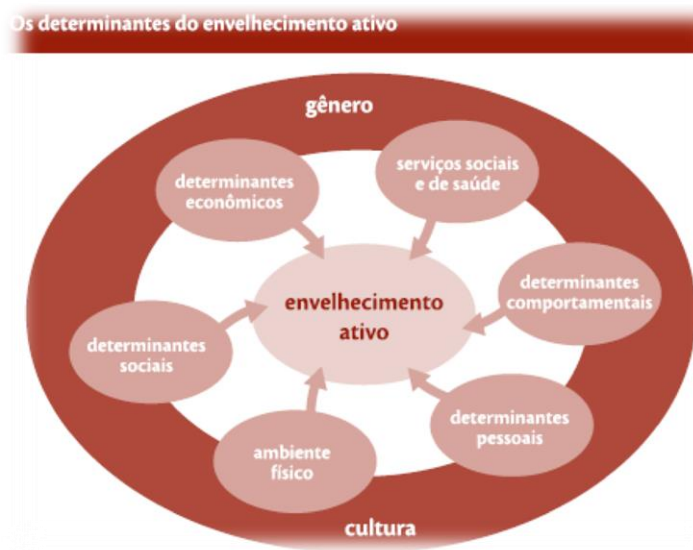 Os determinantes do envelhecimento ativo
gênero
serviços sociais
e de saúde
determinantes
econômicos
determinantes
comportamentais
envelhecimento
ativo
determinantes
sociais
determinantes
pessoais
ambiente
físico
cultura